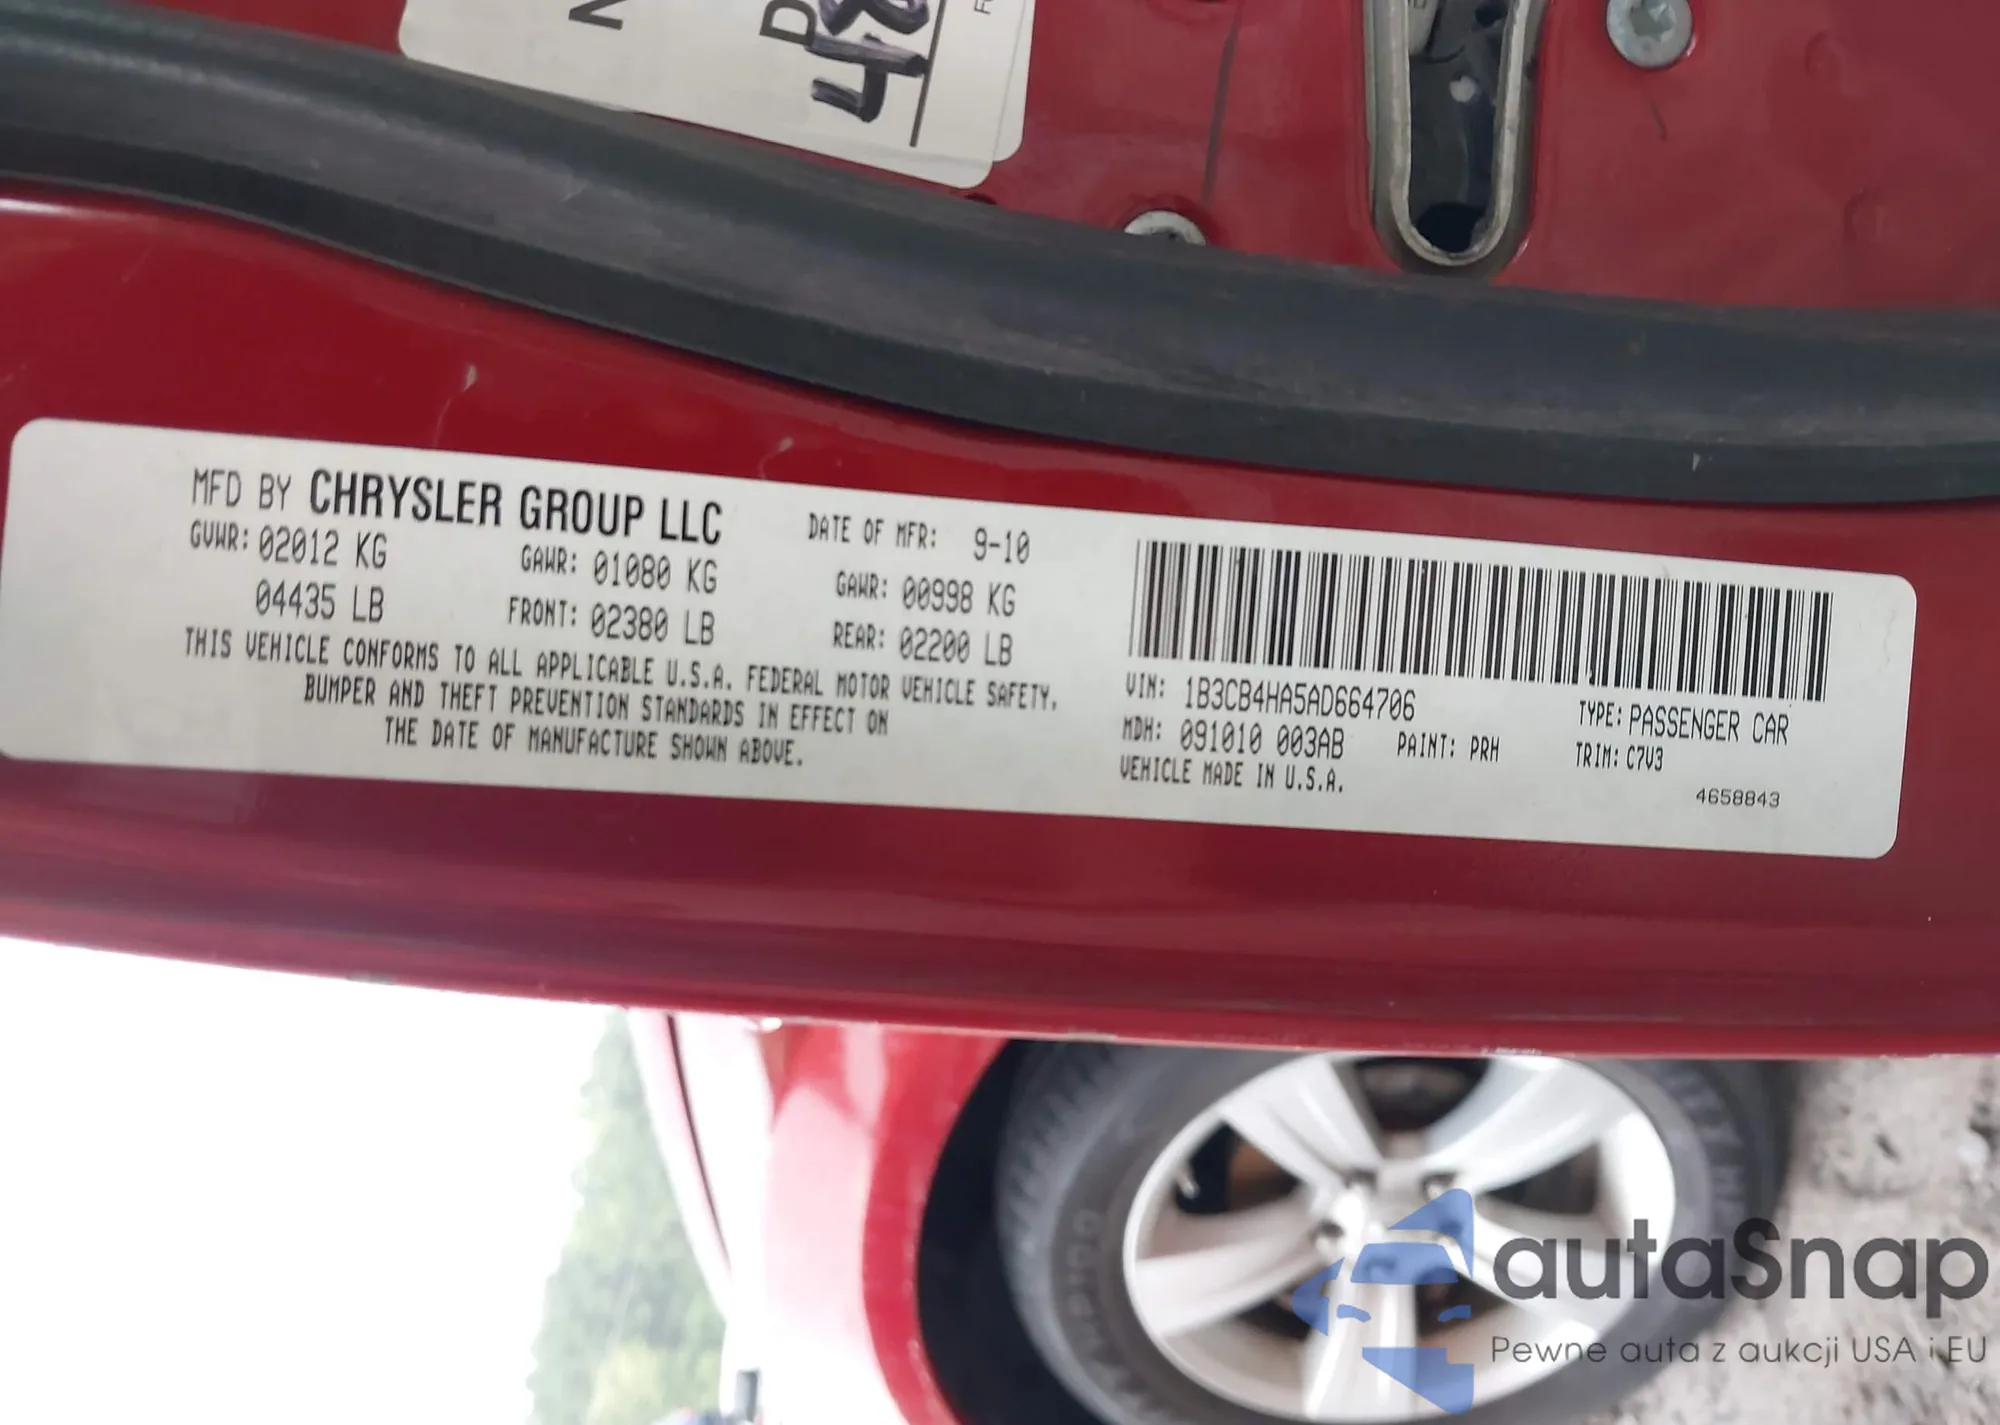 48
MFD BY CHRYSLER GROUP LLC
DATE OF MFR: 9-10
GVWR: 02012 KG
GAWR: 01080 KG
GAWR: 00998 KG
04435 LB
FRONT: 02380 LB
REAR: 02200 LB
THIS VEHICLE CONFORMS TO ALL APPLICABLE U.S.A. FEDERAL MOTOR VEHICLE SAFETY,
BUMPER AND THEFT PREVENTION STANDARDS IN EFFECT ON
THE DATE OF MANUFACTURE SHOWN ABOVE.
VIN: 1B3CB4HA5AD664706
TYPE: PASSENGER CAR
MDH: 091010 003AB
PAINT: PRH
TRIM: C7V3
VEHICLE MADE IN U.S.A.
4658843
autaSnap
Pewne auta z aukcji USA i EU